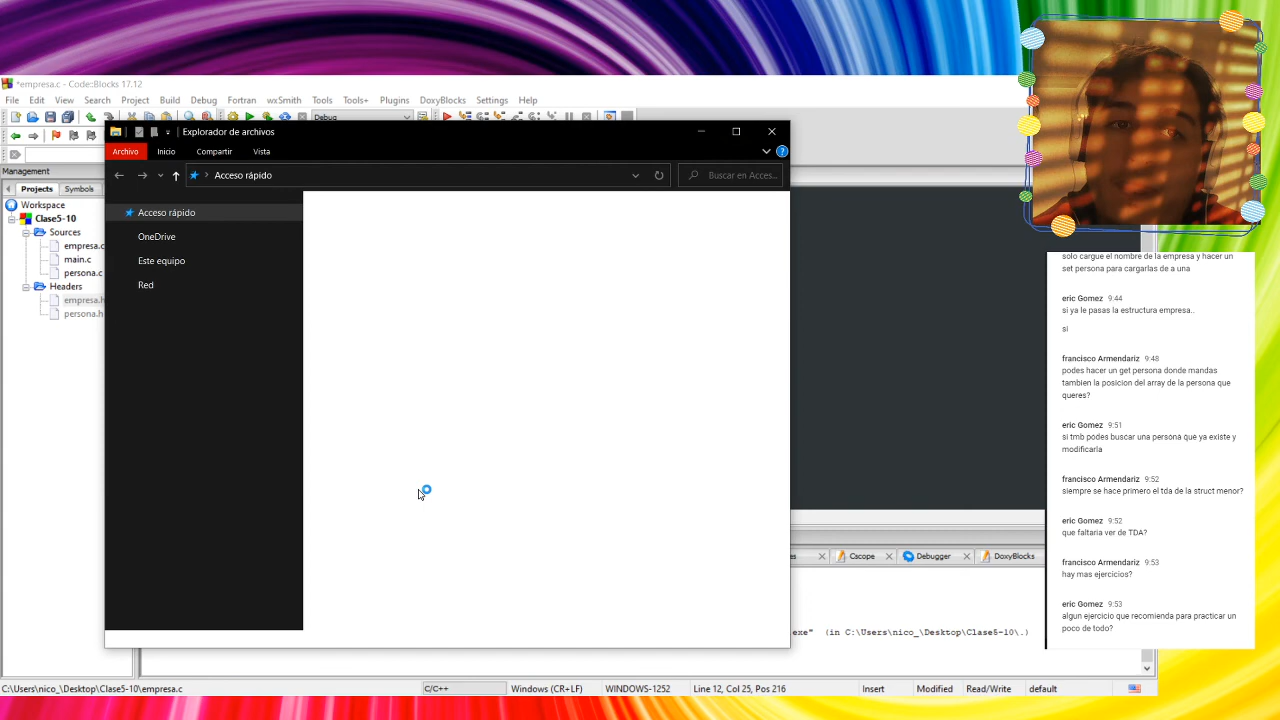 *empresa.c - Code::Blocks 17.12
File Edit View Search Project Build Debug Fortran wxSmith Tools Tools+ Plugins DoxyBlocks Settings Help
Debug
Explorador de archivos
Archivo Inicio Compartir Vista
Acceso rápido
Buscar en Acces...
Management
Projects Symbols
Workspace
Clase5-10
Sources
empresa.c
main.c
persona.c
Headers
empresa.h
persona.h
Acceso rápido
OneDrive
Este equipo
Red
Cscope Debugger DoxyBlocks
exe" (in C:\Users\nico_\Desktop\Clase5-10\.)
C:\Users\nico_\Desktop\Clase5-10\empresa.c C/C++ Windows (CR+LF) WINDOWS-1252 Line 12, Col 25, Pos 216 Insert Modified Read/Write default
solo cargue el nombre de la empresa y hacer un
set persona para cargarlas de a una
eric Gomez 9:44
si ya le pasas la estructura empresa..
si
francisco Armendariz 9:48
podes hacer un get persona donde mandas
tambien la posicion del array de la persona que
queres?
eric Gomez 9:51
si tmb podes buscar una persona que ya existe y
modificarla
francisco Armendariz 9:52
siempre se hace primero el tda de la struct menor?
eric Gomez 9:52
que faltaria ver de TDA?
francisco Armendariz 9:53
hay mas ejercicios?
eric Gomez 9:53
algun ejercicio que recomienda para practicar un
poco de todo?